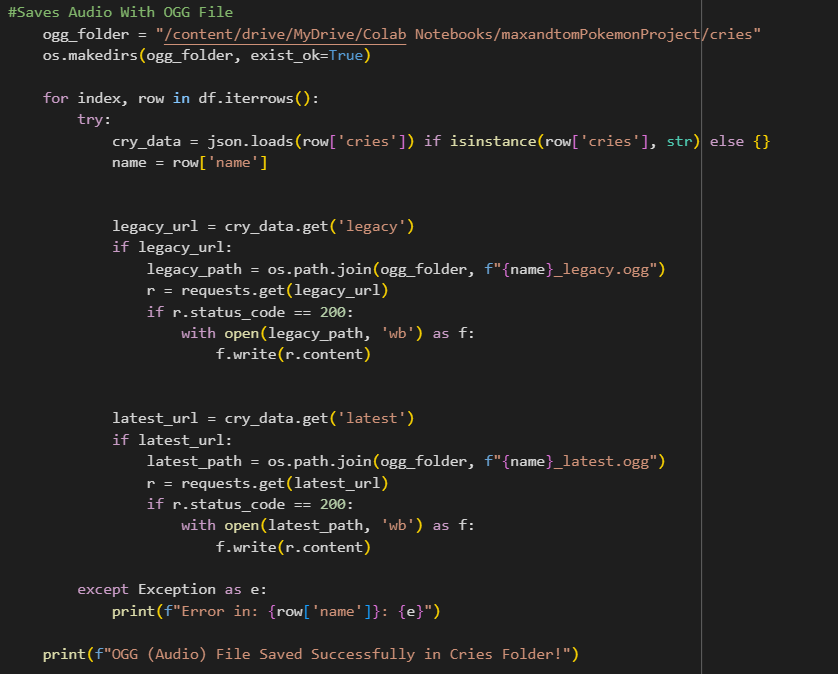 #Saves Audio With OGG File
    ogg_folder = "/content/drive/MyDrive/Colab Notebooks/maxandtomPokemonProject/cries"
    os.makedirs(ogg_folder, exist_ok=True)

    for index, row in df.iterrows():
        try:
            cry_data = json.loads(row['cries']) if isinstance(row['cries'], str) else {}
            name = row['name']


            legacy_url = cry_data.get('legacy')
            if legacy_url:
                legacy_path = os.path.join(ogg_folder, f"{name}_legacy.ogg")
                r = requests.get(legacy_url)
                if r.status_code == 200:
                    with open(legacy_path, 'wb') as f:
                        f.write(r.content)


            latest_url = cry_data.get('latest')
            if latest_url:
                latest_path = os.path.join(ogg_folder, f"{name}_latest.ogg")
                r = requests.get(latest_url)
                if r.status_code == 200:
                    with open(latest_path, 'wb') as f:
                        f.write(r.content)

        except Exception as e:
            print(f"Error in: {row['name']}: {e}")

    print(f"OGG (Audio) File Saved Successfully in Cries Folder!")